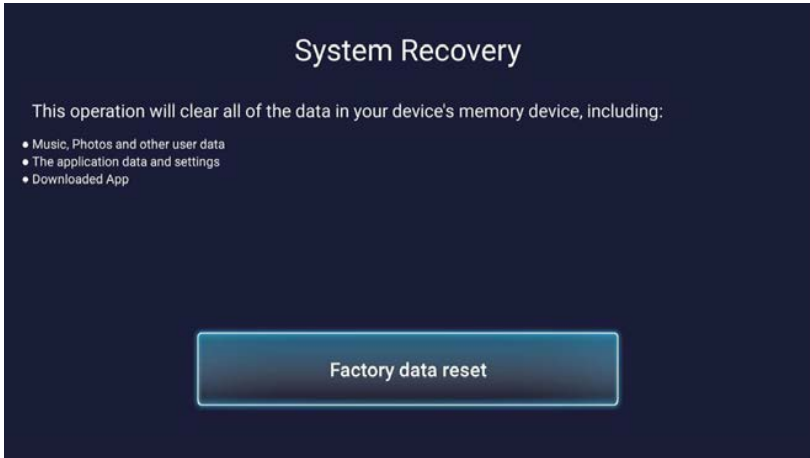 System Recovery
This operation will clear all of the data in your device's memory device, including:
● Music, Photos and other user data
● The application data and settings
● Downloaded App
Factory data reset